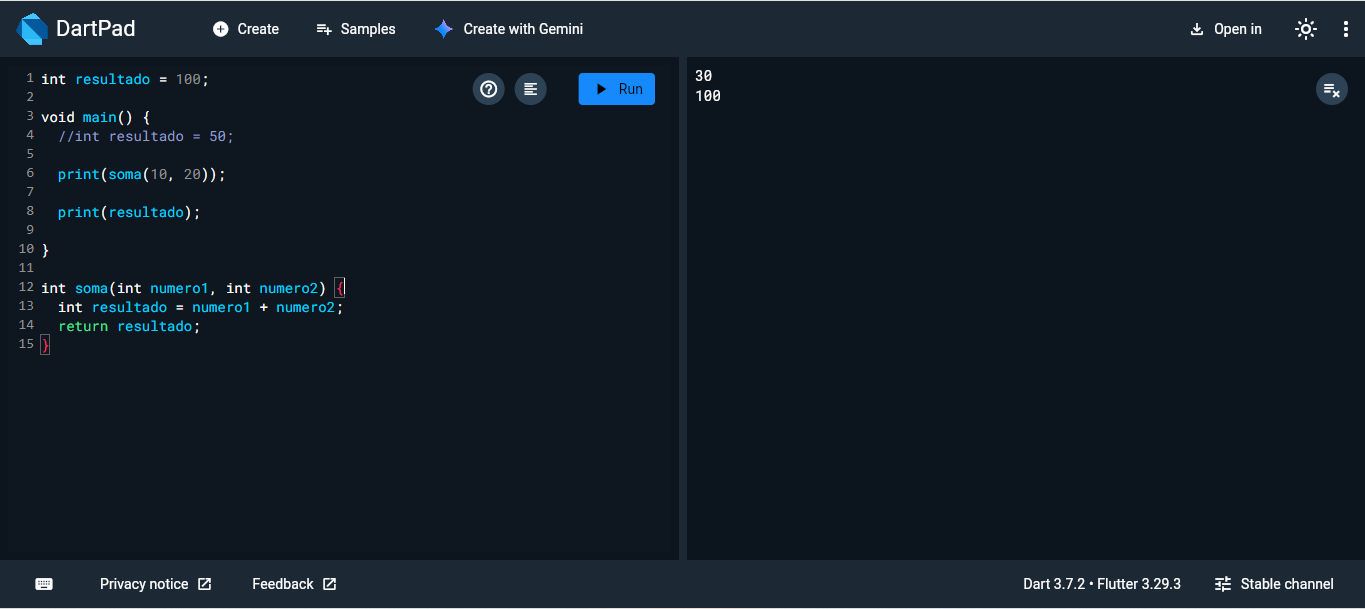 DartPad Create Samples Create with Gemini Open in
1 int resultado = 100;
2
3 void main() {
4   //int resultado = 50;
5
6   print(soma(10, 20));
7
8   print(resultado);
9
10 }
11
12 int soma(int numero1, int numero2) {
13   int resultado = numero1 + numero2;
14   return resultado;
15 }
Run
30
100
Privacy notice Feedback Dart 3.7.2 • Flutter 3.29.3 Stable channel